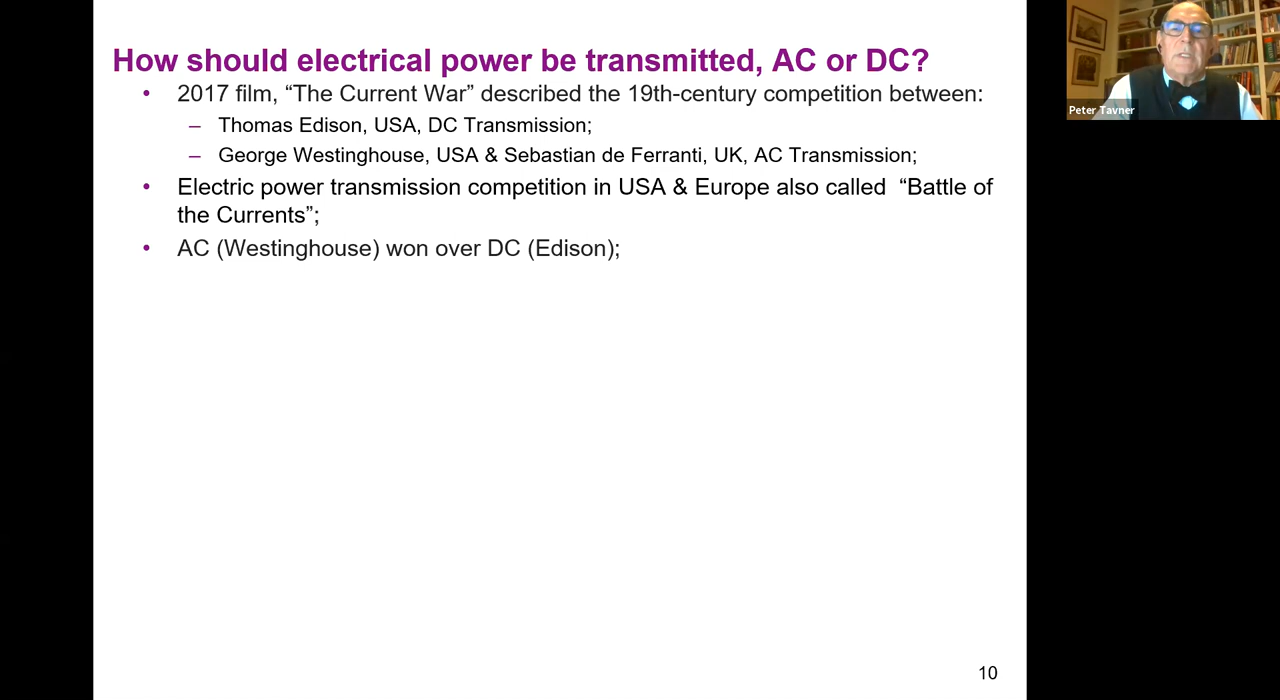 How should electrical power be transmitted, AC or DC?
• 2017 film, “The Current War” described the 19th-century competition between:
– Thomas Edison, USA, DC Transmission;
– George Westinghouse, USA & Sebastian de Ferranti, UK, AC Transmission;
• Electric power transmission competition in USA & Europe also called “Battle of
the Currents”;
• AC (Westinghouse) won over DC (Edison);
10
Peter Tavner